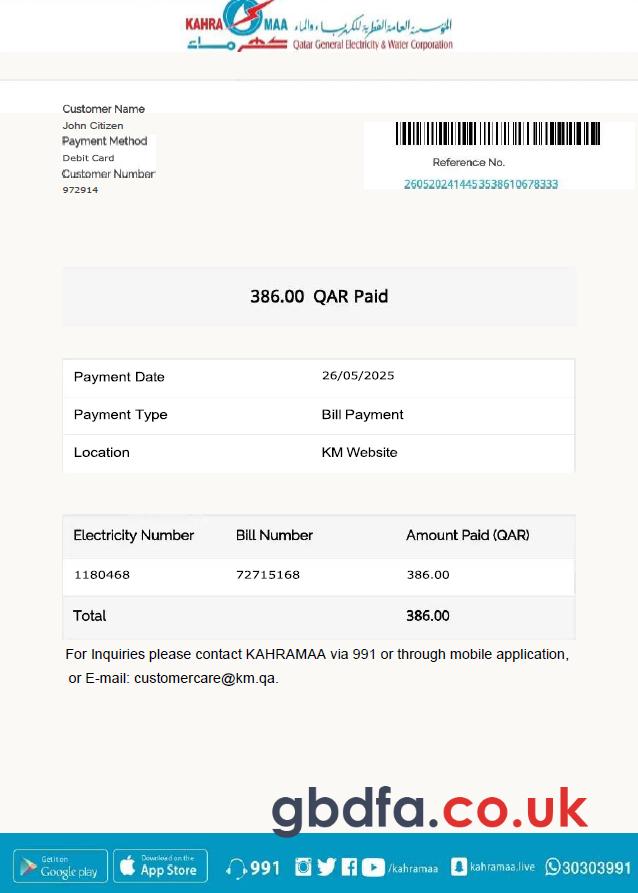 KAHRA MAA المؤسسة العامة القطرية للكهرباء والماء
كهرماء Qatar General Electricity & Water Corporation
Customer Name
John Citizen
Payment Method
Debit Card
Customer Number
972914
Reference No.
2605202414453538610678333
386.00 QAR Paid
Payment Date 26/05/2025
Payment Type Bill Payment
Location KM Website
Electricity Number Bill Number Amount Paid (QAR)
1180468 72715168 386.00
Total 386.00
For Inquiries please contact KAHRAMAA via 991 or through mobile application,
or E-mail: customercare@km.qa.
gbdfa.co.uk
Get it on
Google play
Download on the
App Store
991
/kahramaa
kahramaa.live
30303991